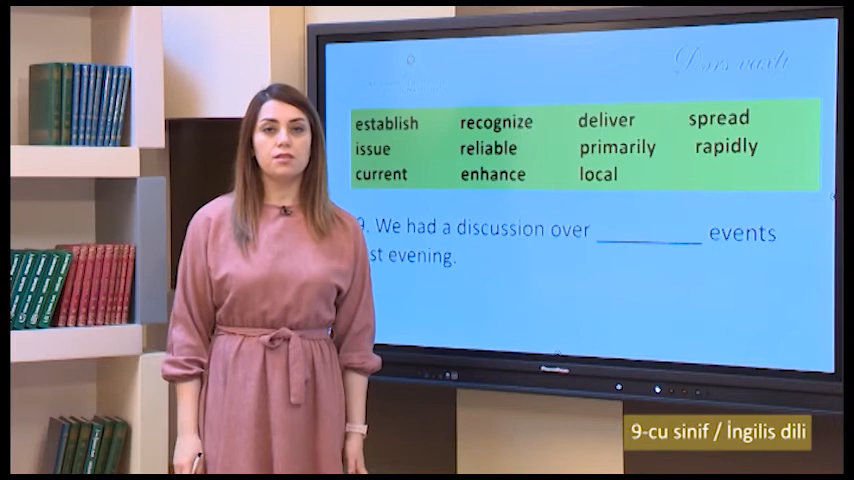 Dərs vaxtı
establish recognize deliver spread
issue reliable primarily rapidly
current enhance local
9. We had a discussion over __________ events
st evening.
9-cu sinif / İngilis dili